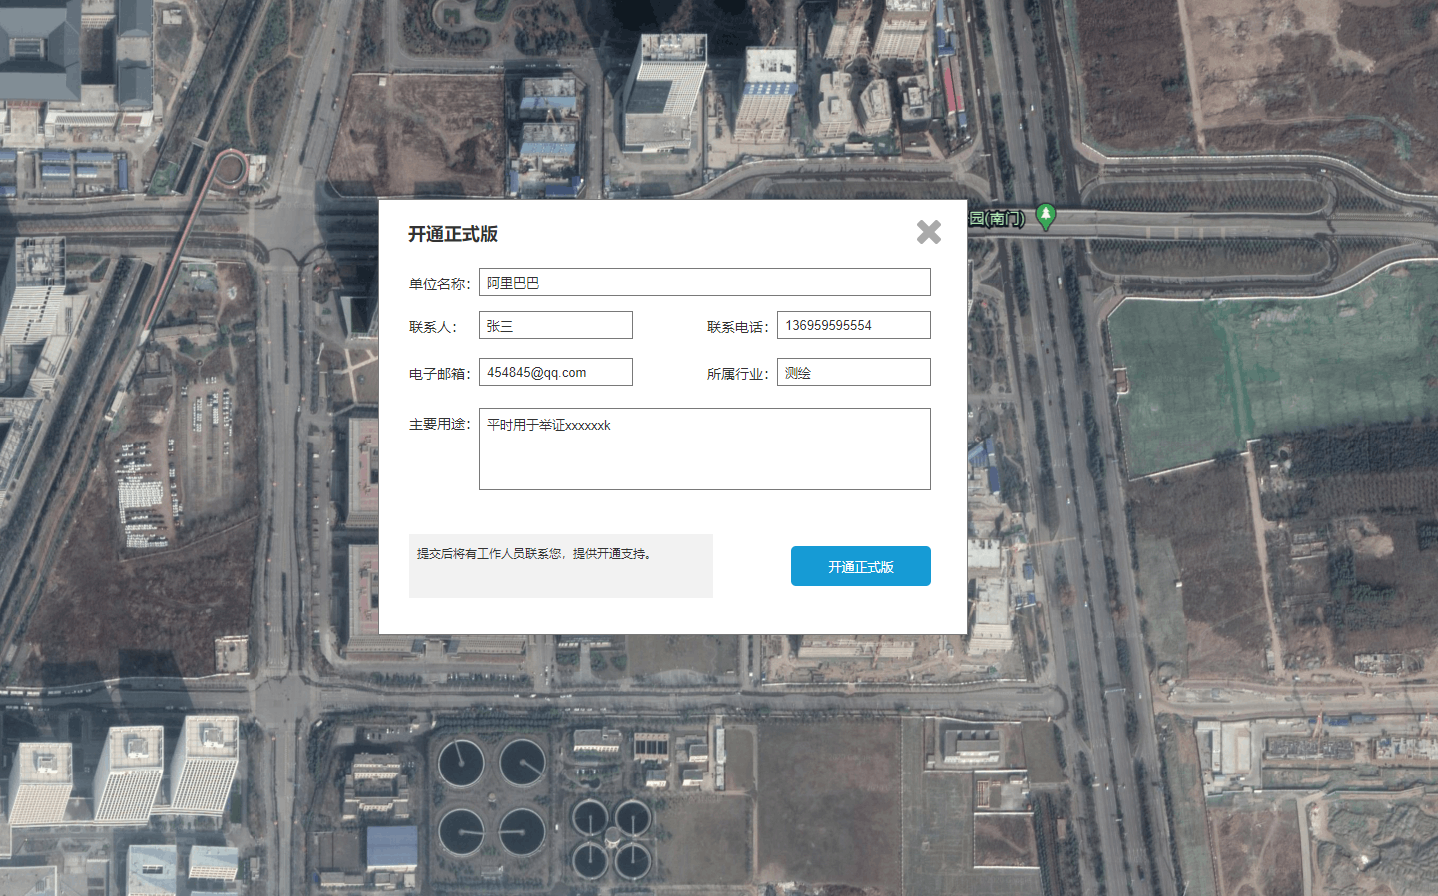 园(南门)
开通正式版
单位名称： 阿里巴巴
联系人： 张三 联系电话： 136959595554
电子邮箱： 454845@qq.com 所属行业： 测绘
主要用途： 平时用于举证xxxxxxk
提交后将有工作人员联系您，提供开通支持。
开通正式版